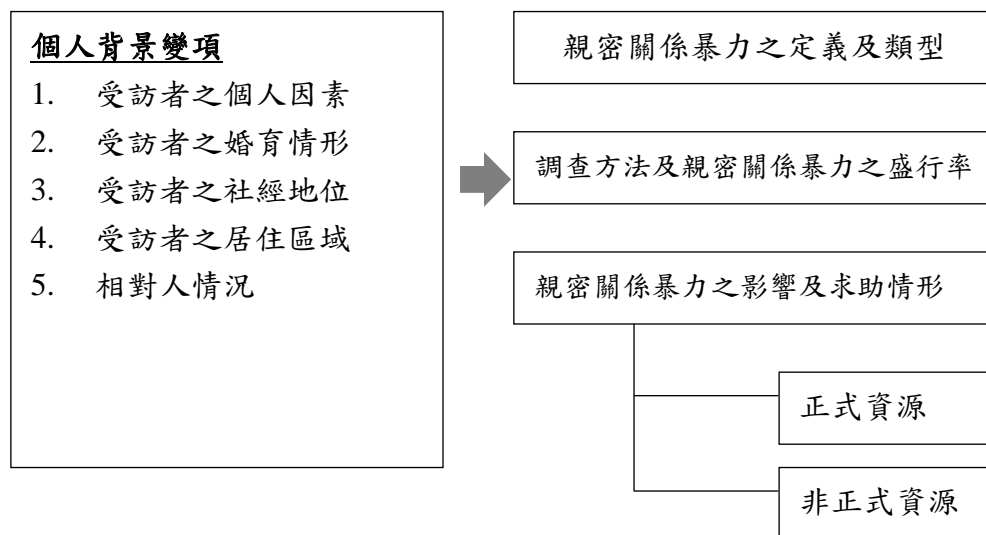 個人背景變項
1. 受訪者之個人因素
2. 受訪者之婚育情形
3. 受訪者之社經地位
4. 受訪者之居住區域
5. 相對人情況
親密關係暴力之定義及類型
調查方法及親密關係暴力之盛行率
親密關係暴力之影響及求助情形
正式資源
非正式資源